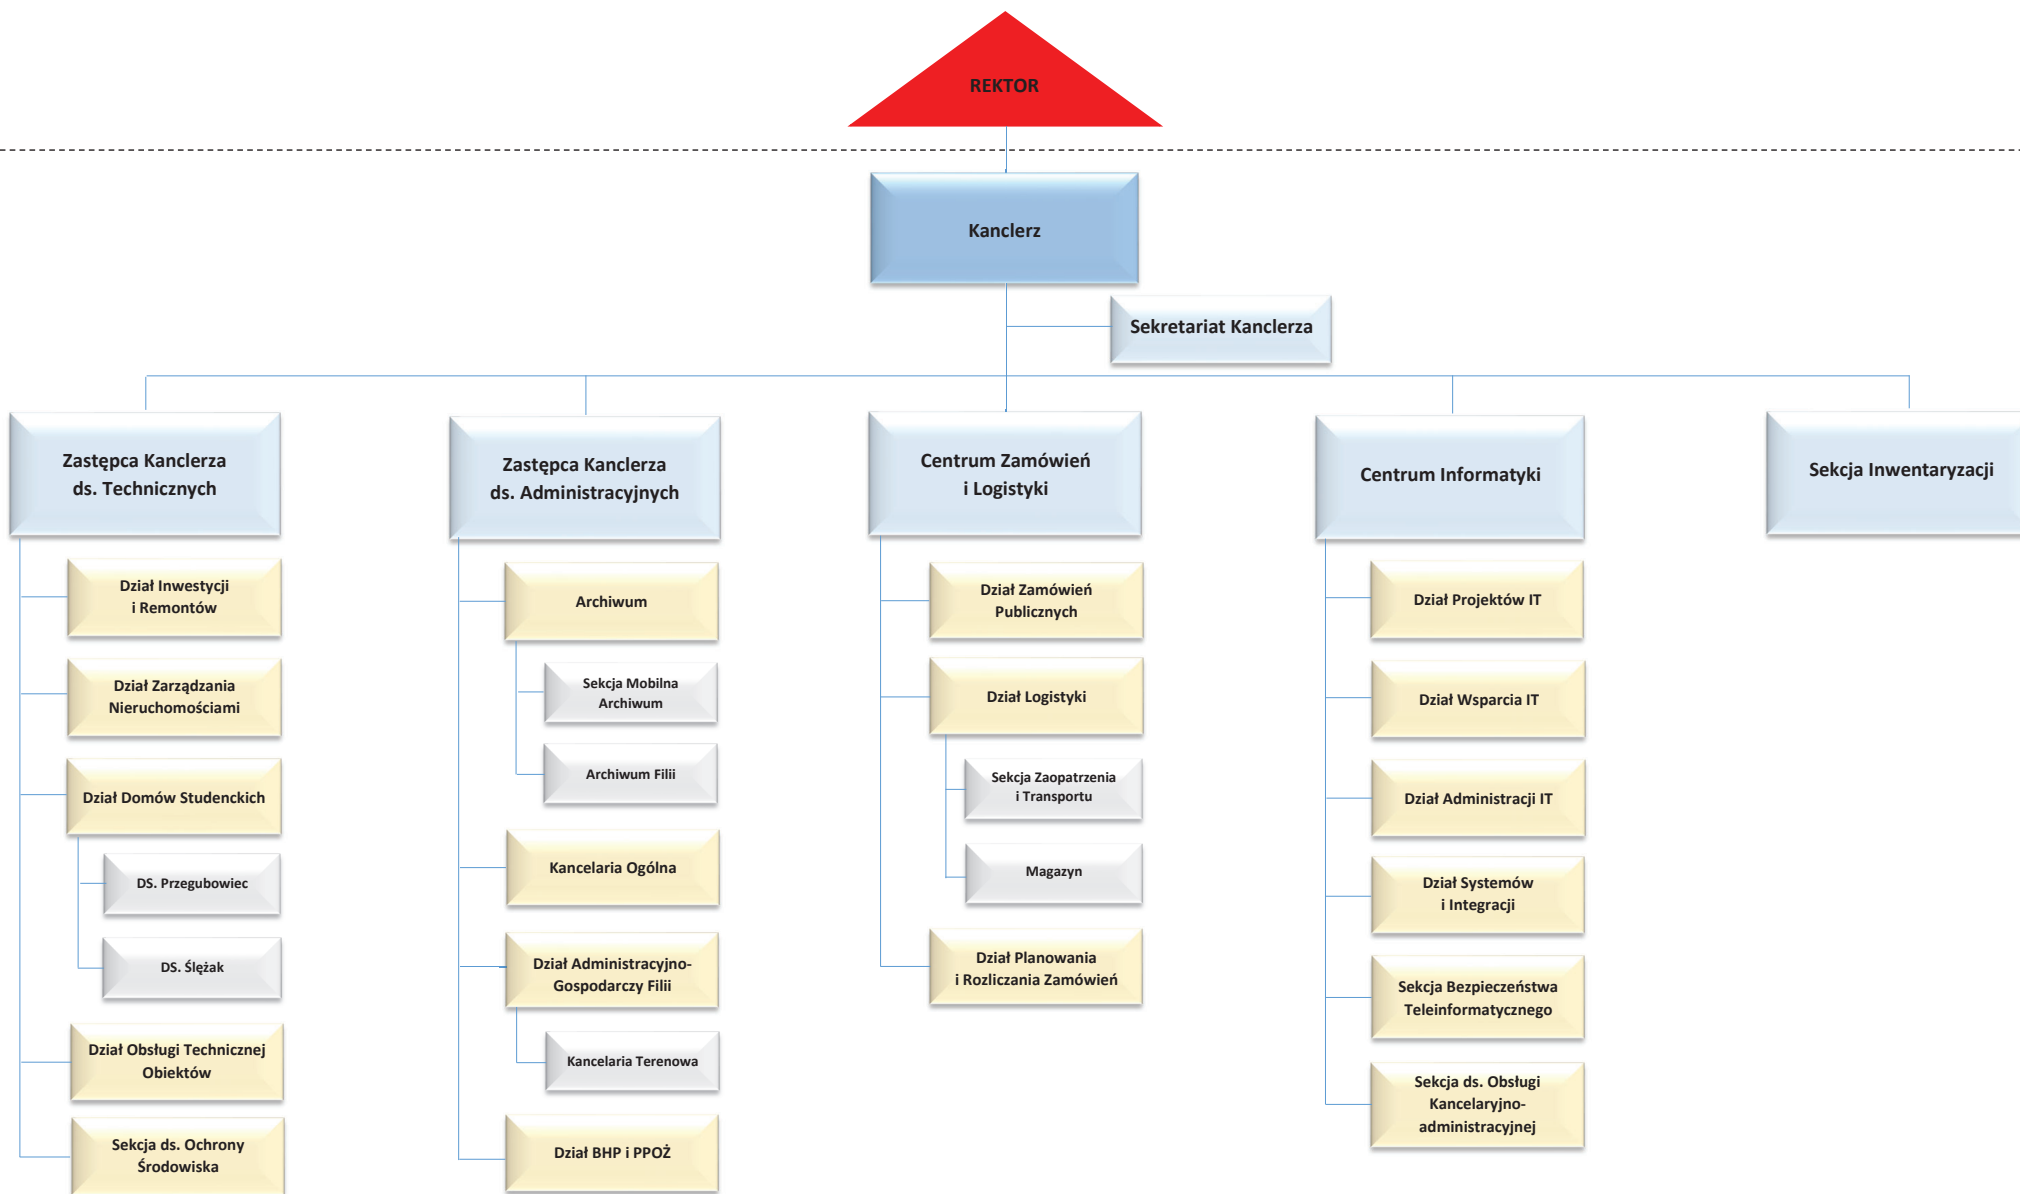 REKTOR
Kanclerz
Sekretariat Kanclerza
Zastępca Kanclerza
ds. Technicznych
Dział Inwestycji
i Remontów
Dział Zarządzania
Nieruchomościami
Dział Domów Studenckich
DS. Przegubowiec
DS. Ślężak
Dział Obsługi Technicznej
Obiektów
Sekcja ds. Ochrony
Środowiska
Zastępca Kanclerza
ds. Administracyjnych
Archiwum
Sekcja Mobilna
Archiwum
Archiwum Filii
Kancelaria Ogólna
Dział Administracyjno-
Gospodarczy Filii
Kancelaria Terenowa
Dział BHP i PPOŻ
Centrum Zamówień
i Logistyki
Dział Zamówień
Publicznych
Dział Logistyki
Sekcja Zaopatrzenia
i Transportu
Magazyn
Dział Planowania
i Rozliczania Zamówień
Centrum Informatyki
Dział Projektów IT
Dział Wsparcia IT
Dział Administracji IT
Dział Systemów
i Integracji
Sekcja Bezpieczeństwa
Teleinformatycznego
Sekcja ds. Obsługi
Kancelaryjno-
administracyjnej
Sekcja Inwentaryzacji